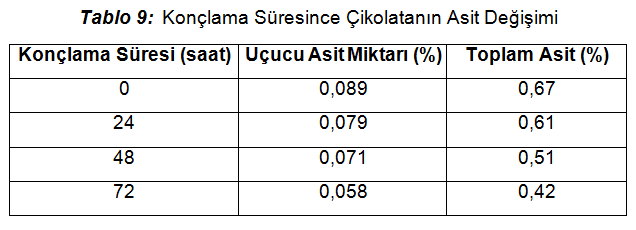 Tablo 9: Konçlama Süresince Çikolatanın Asit Değişimi
Konçlama Süresi (saat) Uçucu Asit Miktarı (%) Toplam Asit (%)
0 0,089 0,67
24 0,079 0,61
48 0,071 0,51
72 0,058 0,42